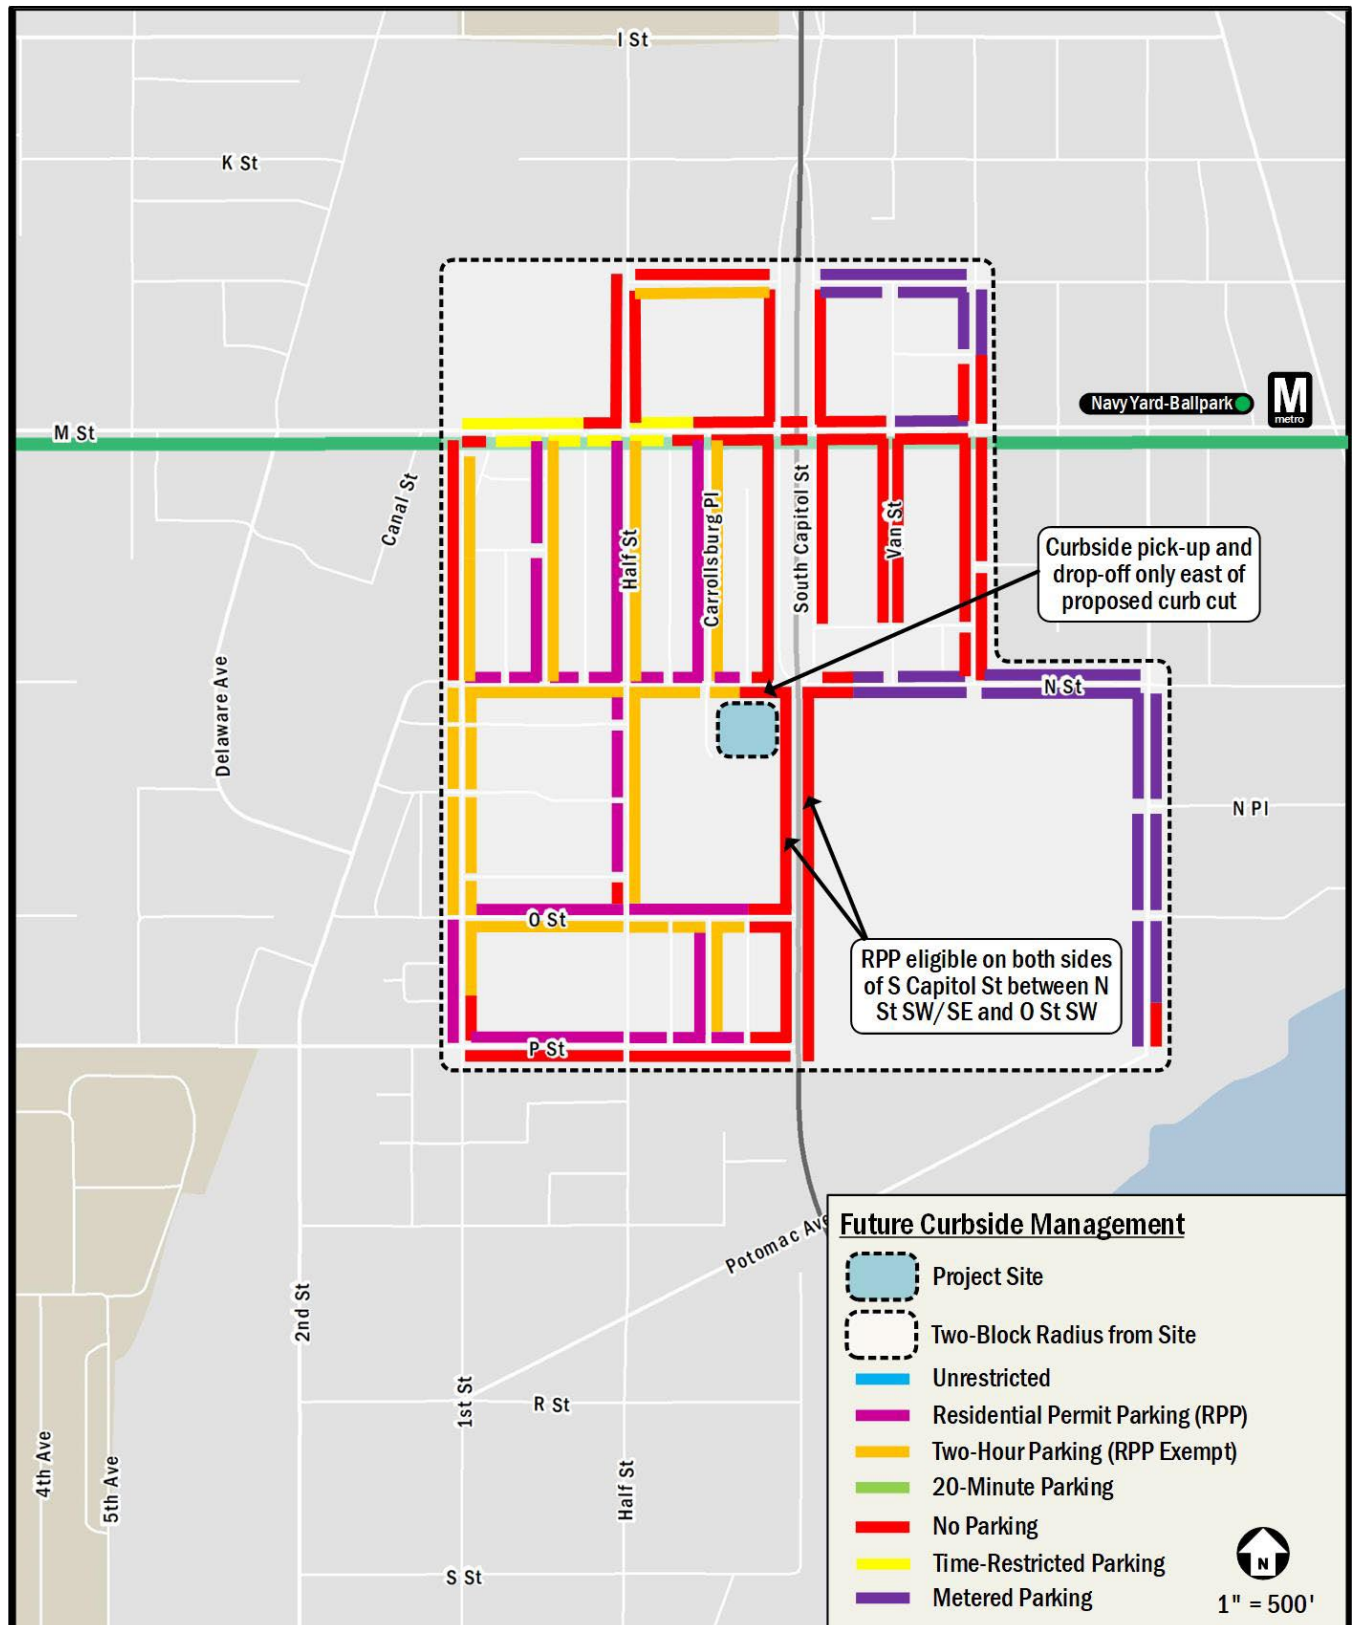 I St
K St
Navy Yard-Ballpark
M
metro
M St
Canal St
Half St
Carrollsburg Pl
South Capitol St
Van St
Curbside pick-up and
drop-off only east of
proposed curb cut
Delaware Ave
N St
N Pl
O St
RPP eligible on both sides
of S Capitol St between N
St SW/SE and O St SW
P St
Potomac Ave
2nd St
1st St
R St
Half St
4th Ave
5th Ave
S St
Future Curbside Management
Project Site
Two-Block Radius from Site
Unrestricted
Residential Permit Parking (RPP)
Two-Hour Parking (RPP Exempt)
20-Minute Parking
No Parking
Time-Restricted Parking
Metered Parking
N
1" = 500'